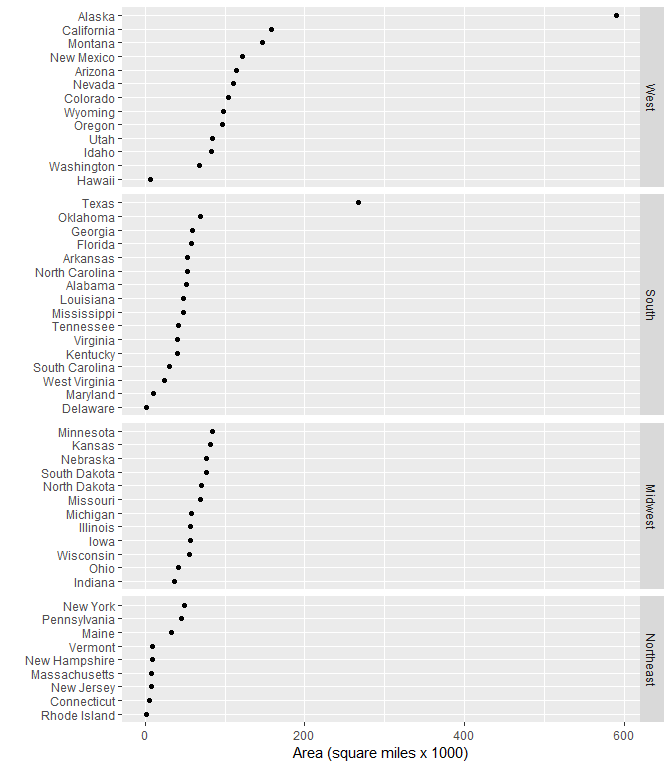 Alaska
California
Montana
New Mexico
Arizona
Nevada
Colorado
Wyoming
Oregon
Utah
Idaho
Washington
Hawaii
West
Texas
Oklahoma
Georgia
Florida
Arkansas
North Carolina
Alabama
Louisiana
Mississippi
Tennessee
Virginia
Kentucky
South Carolina
West Virginia
Maryland
Delaware
South
Minnesota
Kansas
Nebraska
South Dakota
North Dakota
Missouri
Michigan
Illinois
Iowa
Wisconsin
Ohio
Indiana
Midwest
New York
Pennsylvania
Maine
Vermont
New Hampshire
Massachusetts
New Jersey
Connecticut
Rhode Island
Northeast
0 200 400 600
Area (square miles x 1000)